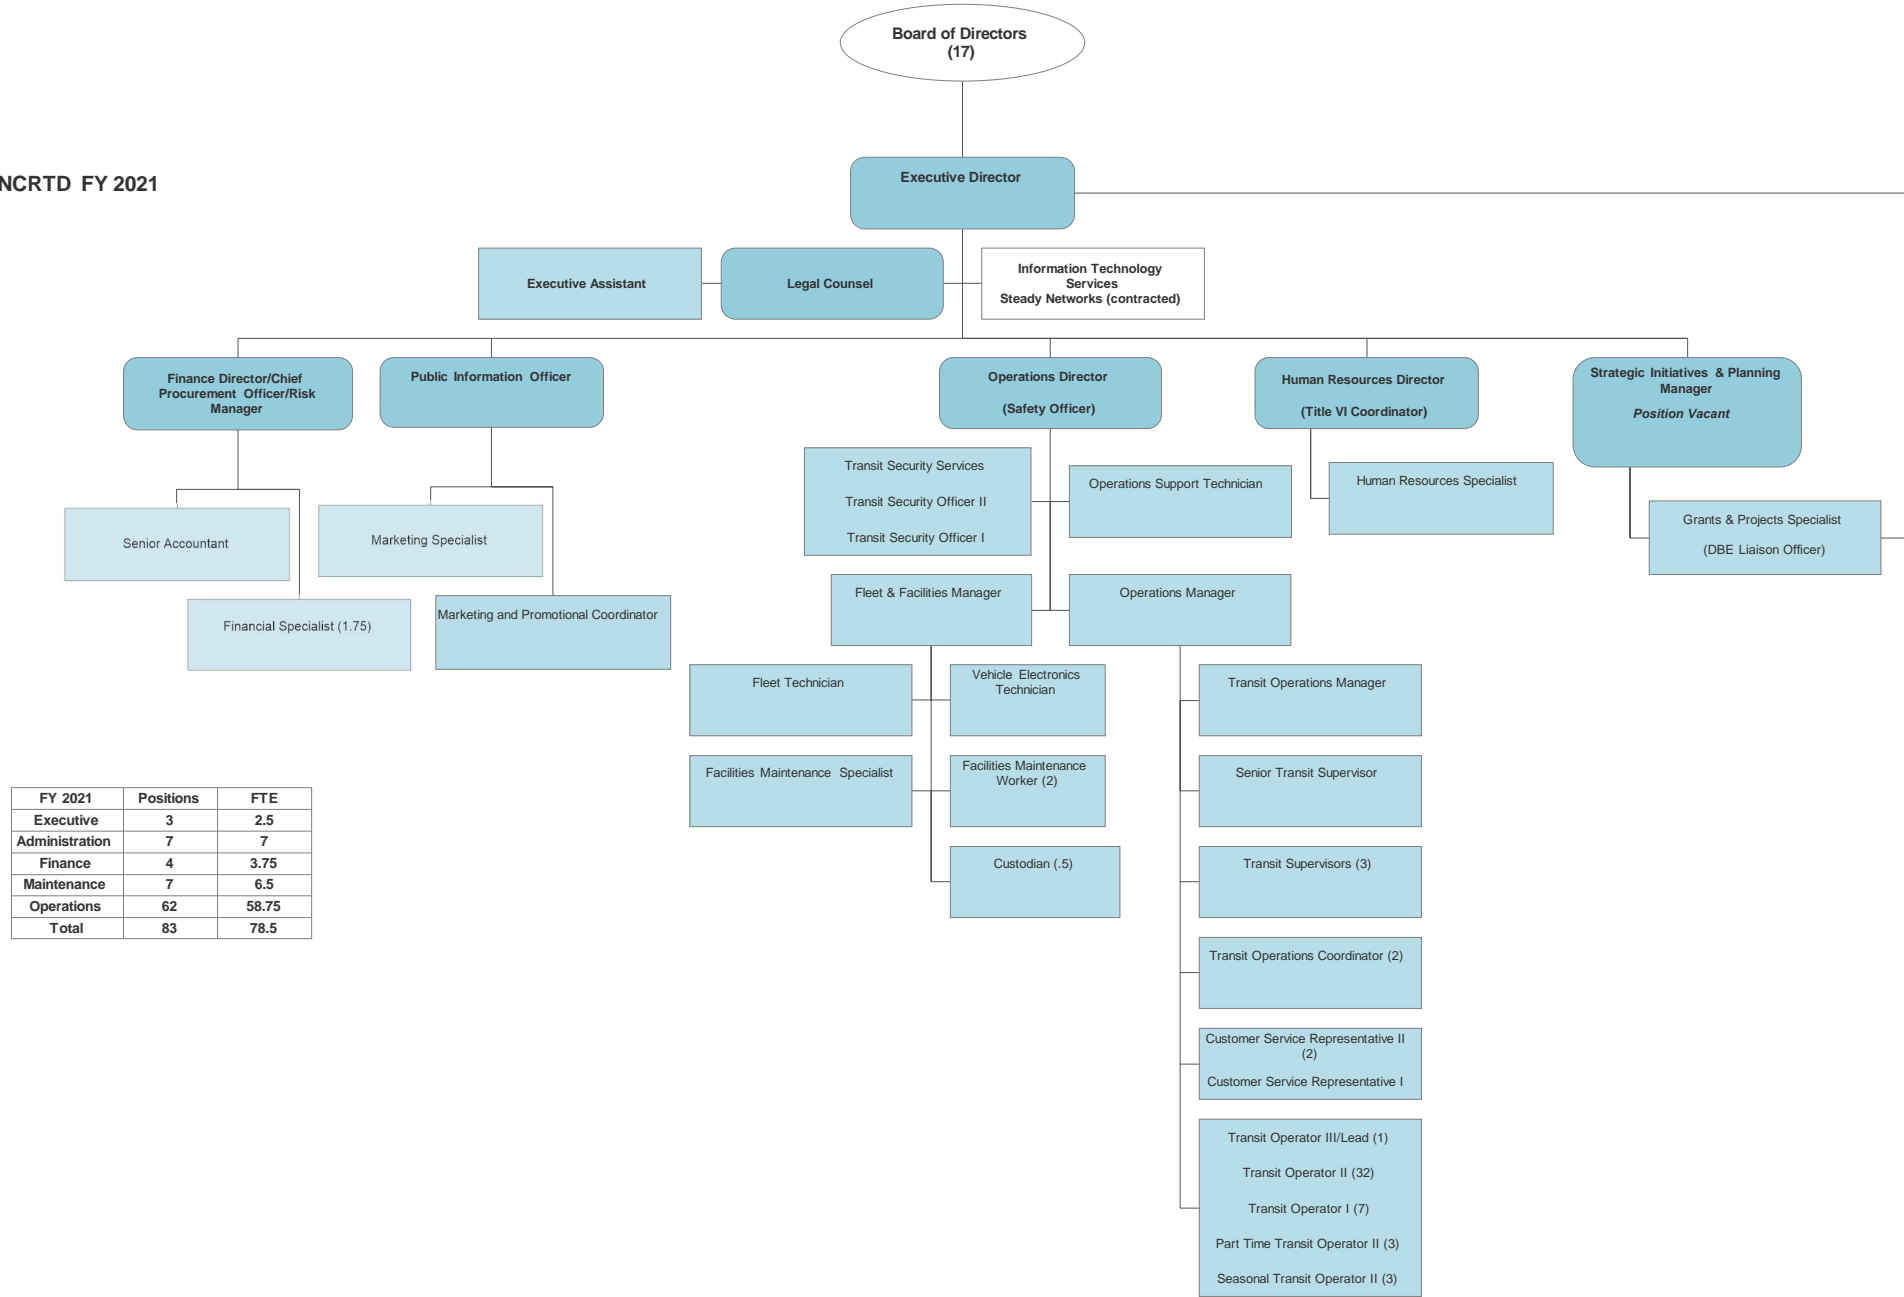 Board of Directors
(17)
NCRTD FY 2021
Executive Director
Executive Assistant
Legal Counsel
Information Technology
Services
Steady Networks (contracted)
Finance Director/Chief
Procurement Officer/Risk
Manager
Public Information Officer
Operations Director
(Safety Officer)
Human Resources Director
(Title VI Coordinator)
Strategic Initiatives & Planning
Manager
Position Vacant
Transit Security Services
Transit Security Officer II
Transit Security Officer I
Operations Support Technician
Human Resources Specialist
Grants & Projects Specialist
(DBE Liaison Officer)
Senior Accountant
Marketing Specialist
Financial Specialist (1.75)
Marketing and Promotional Coordinator
Fleet & Facilities Manager
Operations Manager
Fleet Technician
Vehicle Electronics
Technician
Transit Operations Manager
Facilities Maintenance Specialist
Facilities Maintenance
Worker (2)
Senior Transit Supervisor
Custodian (.5)
Transit Supervisors (3)
Transit Operations Coordinator (2)
Customer Service Representative II
(2)
Customer Service Representative I
Transit Operator III/Lead (1)
Transit Operator II (32)
Transit Operator I (7)
Part Time Transit Operator II (3)
Seasonal Transit Operator II (3)
FY 2021 Positions FTE
Executive 3 2.5
Administration 7 7
Finance 4 3.75
Maintenance 7 6.5
Operations 62 58.75
Total 83 78.5